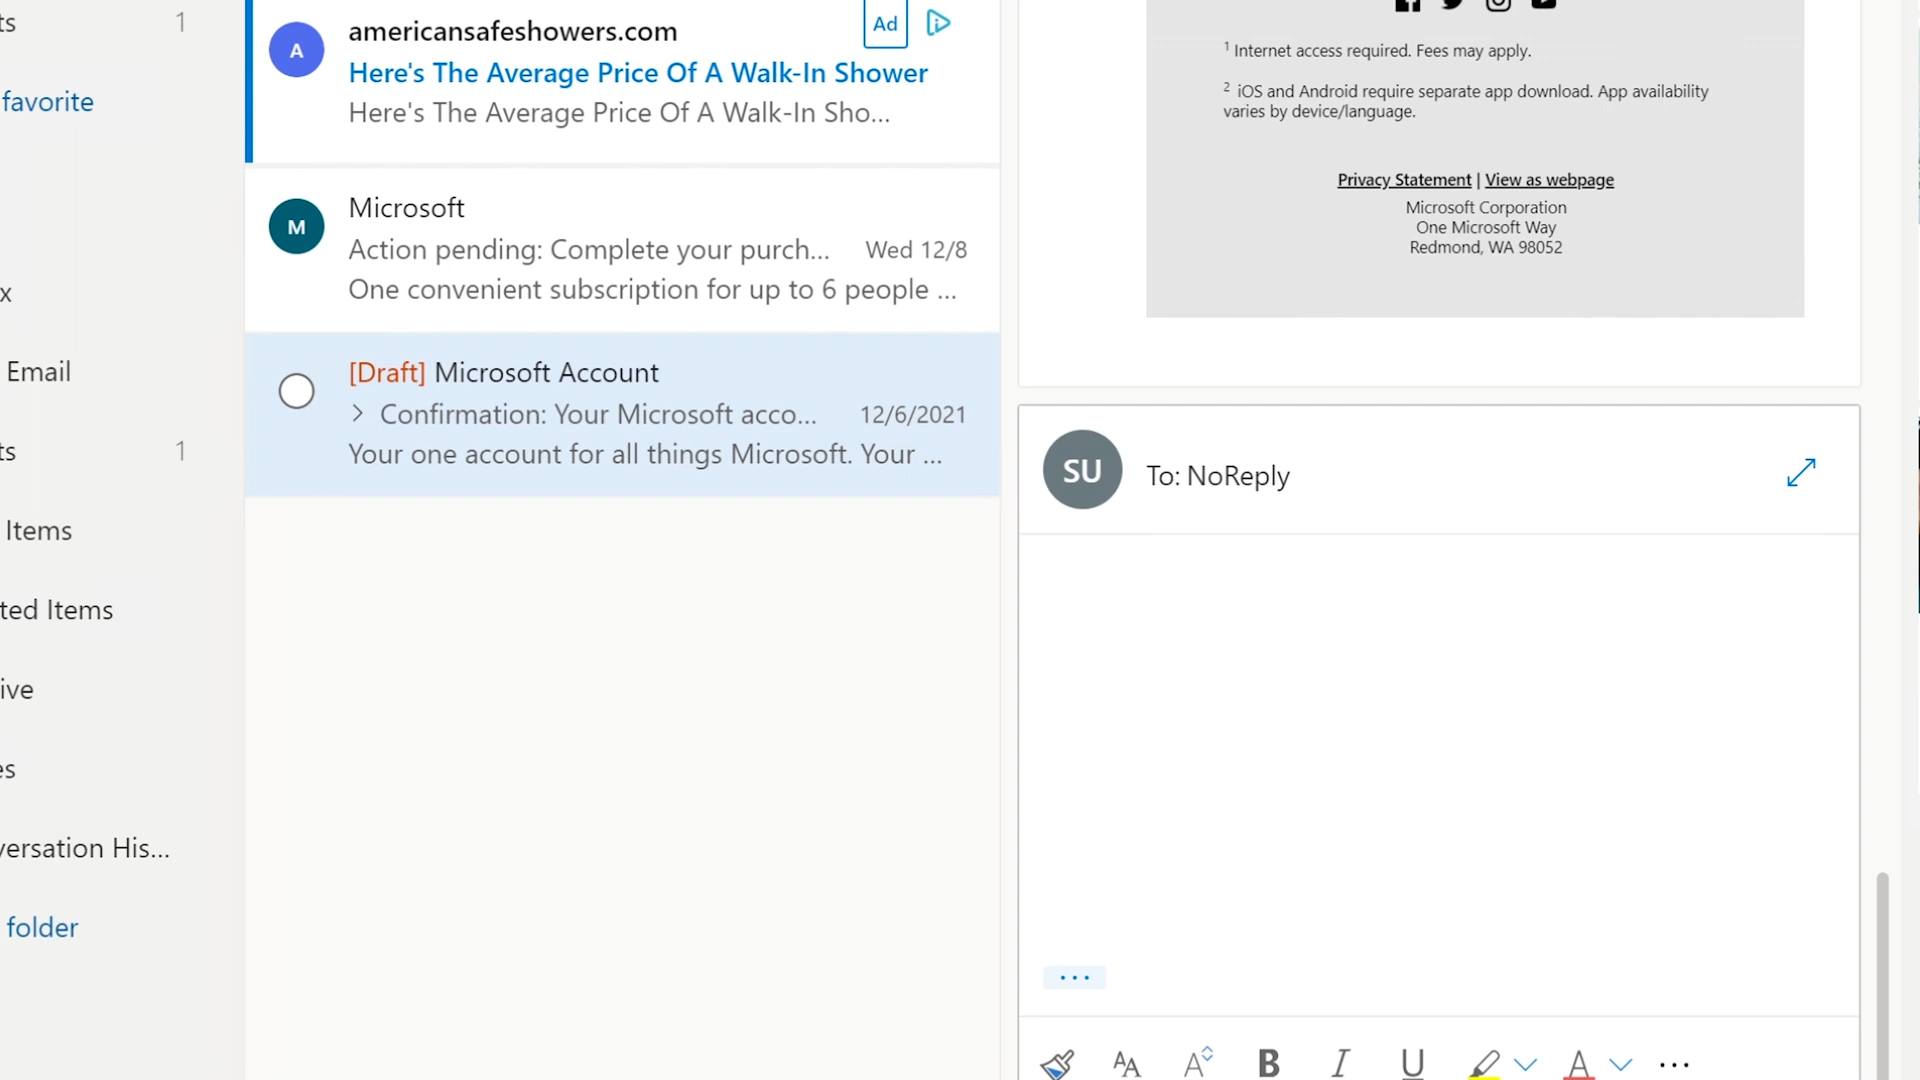 ts 1
favorite
x
Email
ts 1
Items
ted Items
ive
es
versation His...
folder
A
americansafeshowers.com
Ad
Here's The Average Price Of A Walk-In Shower
Here's The Average Price Of A Walk-In Sho...
M
Microsoft
Action pending: Complete your purch... Wed 12/8
One convenient subscription for up to 6 people ...
[Draft] Microsoft Account
> Confirmation: Your Microsoft acco... 12/6/2021
Your one account for all things Microsoft. Your ...
1 Internet access required. Fees may apply.
2 iOS and Android require separate app download. App availability
varies by device/language.
Privacy Statement | View as webpage
Microsoft Corporation
One Microsoft Way
Redmond, WA 98052
SU
To: NoReply
...
AA A B I U A ...